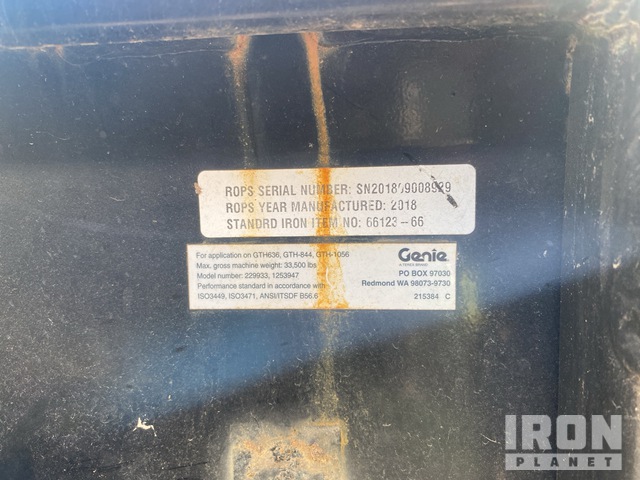 ROPS SERIAL NUMBER:
ROPS YEAR MANUFACTURED: 2018
STANDRD IRON ITEM NO: 66123-66
For application on GTH636, GTH-844, GTH-1056
Max. gross machine weight: 33,500 lbs
Model number: 229933, 1253947
Performance standard in accordance with
ISO3449, ISO3471, ANSI/ITSDF B56.6
Genie
A TEREX BRAND
PO BOX 97030
Redmond WA 98073-9730
215384 C
IRON
PLANET